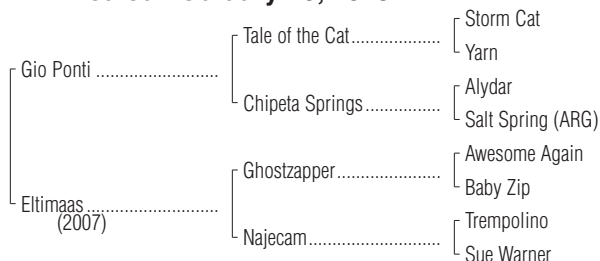 Storm Cat
Tale of the Cat.....................
Yarn
Gio Ponti .............................
Alydar
Chipeta Springs..................
Salt Spring (ARG)
Awesome Again
Ghostzapper.........................
Baby Zip
Eltimaas...............................
(2007)
Trempolino
Najecam...............................
Sue Warner